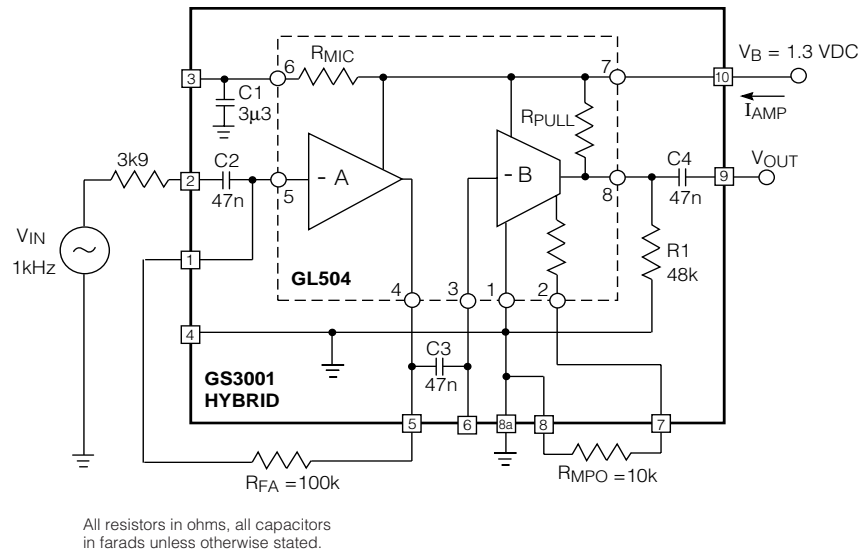 3
6
RMIC
7
10
VB = 1.3 VDC
IAMP
C1
3μ3
RPULL
3k9
2
C2
47n
5
- A
- B
8
C4
47n
9
VOUT
VIN
1kHz
1
GL504
R1
48k
4
3
1
2
4
C3
47n
GS3001
HYBRID
5
6
8a
8
7
RFA =100k
RMPO =10k
All resistors in ohms, all capacitors
in farads unless otherwise stated.